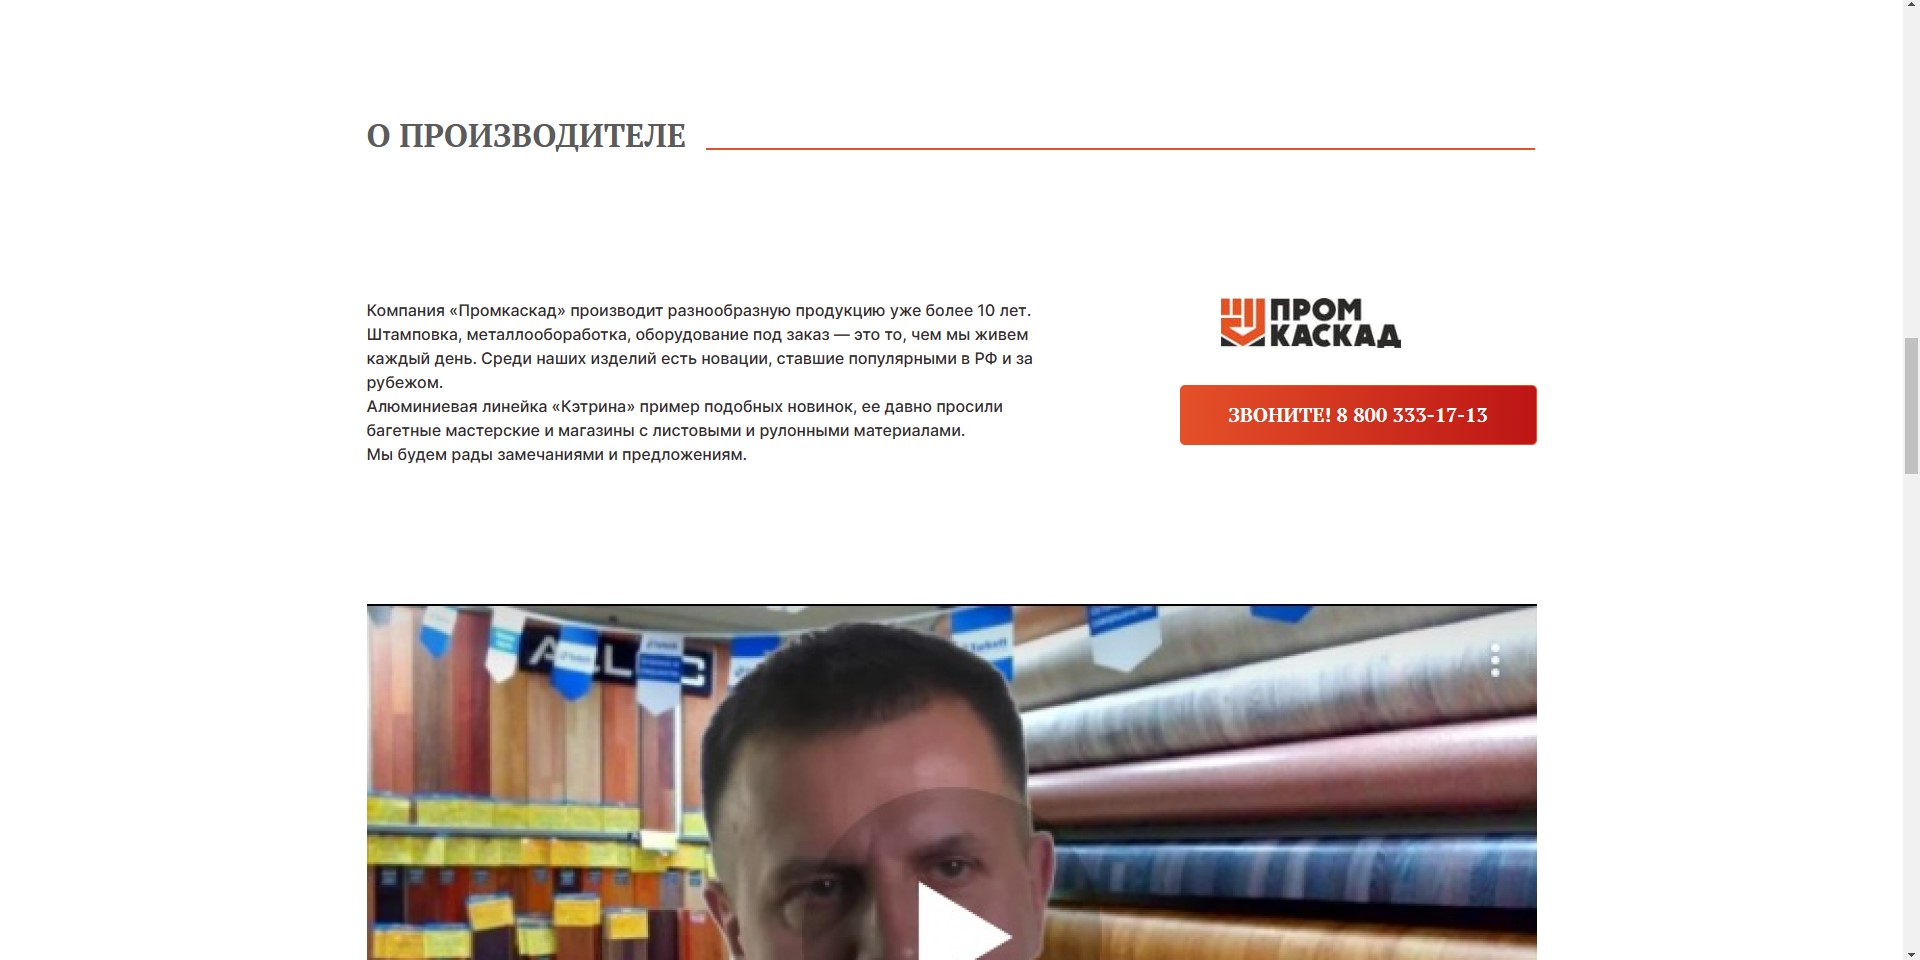 О ПРОИЗВОДИТЕЛЕ
Компания «Промкаскад» производит разнообразную продукцию уже более 10 лет.
Штамповка, металлообоработка, оборудование под заказ — это то, чем мы живем
каждый день. Среди наших изделий есть новации, ставшие популярными в РФ и за
рубежом.
Алюминиевая линейка «Кэтрина» пример подобных новинок, ее давно просили
багетные мастерские и магазины с листовыми и рулонными материалами.
Мы будем рады замечаниями и предложениям.
ПРОМ
КАСКАД
ЗВОНИТЕ! 8 800 333-17-13
Tarkett